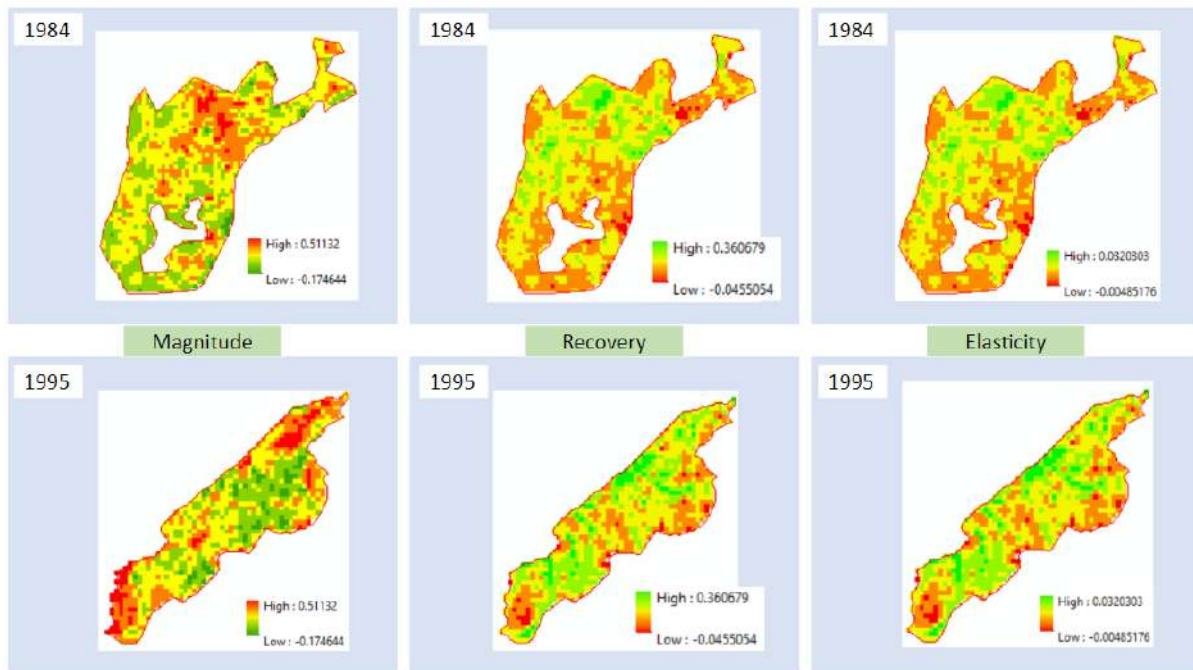 1984
High : 0.51132
Low : -0.174644
1984
High : 0.360679
Low : -0.0455054
1984
High : 0.0320303
Low : -0.00485176
Magnitude
Recovery
Elasticity
1995
High : 0.51132
Low : -0.174644
1995
High : 0.360679
Low : -0.0455054
1995
High : 0.0320303
Low : -0.00485176